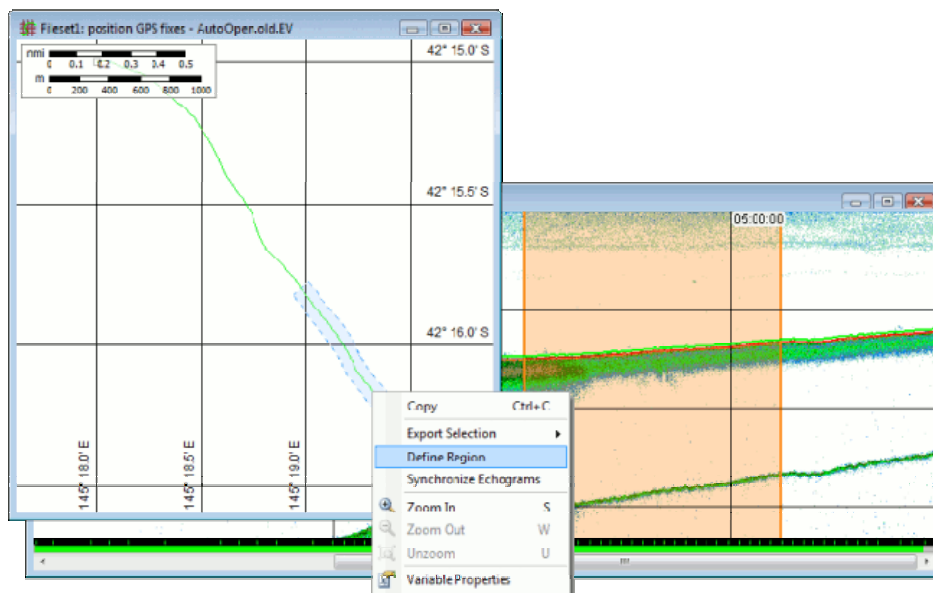 Fileset1: position GPS fixes - AutoOper.old.EV
nmi
0 0.1 0.2 0.3 0.4 0.5
m
0 200 400 600 800 1000
42° 15.0' S
42° 15.5' S
42° 16.0' S
145° 18.0' E
145° 18.5' E
145° 19.0' E
05:00:00
Copy Ctrl+C
Export Selection
Define Region
Synchronize Echograms
Zoom In S
Zoom Out W
Unzoom U
Variable Properties